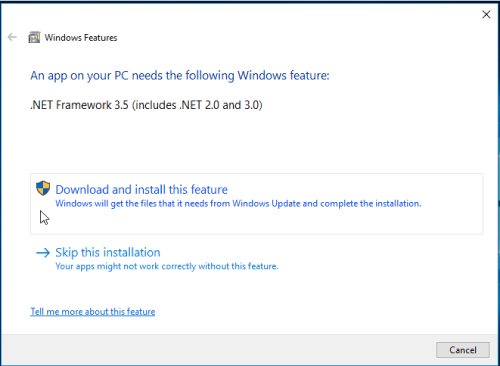 Windows Features
An app on your PC needs the following Windows feature:
.NET Framework 3.5 (includes .NET 2.0 and 3.0)
Download and install this feature
Windows will get the files that it needs from Windows Update and complete the installation.
Skip this installation
Your apps might not work correctly without this feature.
Tell me more about this feature
Cancel